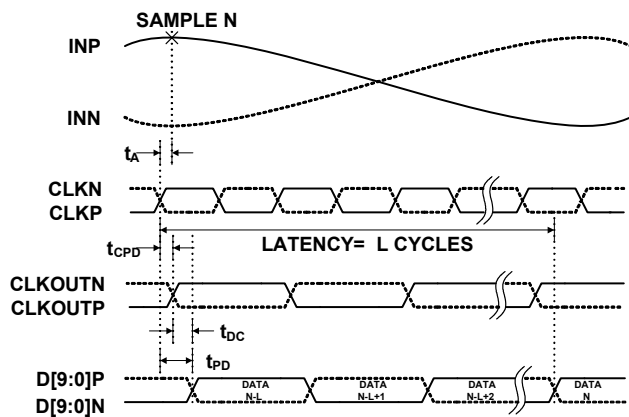 SAMPLE N
INP
INN
tA
CLKN
CLKP
LATENCY= L CYCLES
tCPD
CLKOUTN
CLKOUTP
tDC
tPD
D[9:0]P
D[9:0]N
DATA
N-L
DATA
N-L+1
DATA
N-L+2
DATA
N